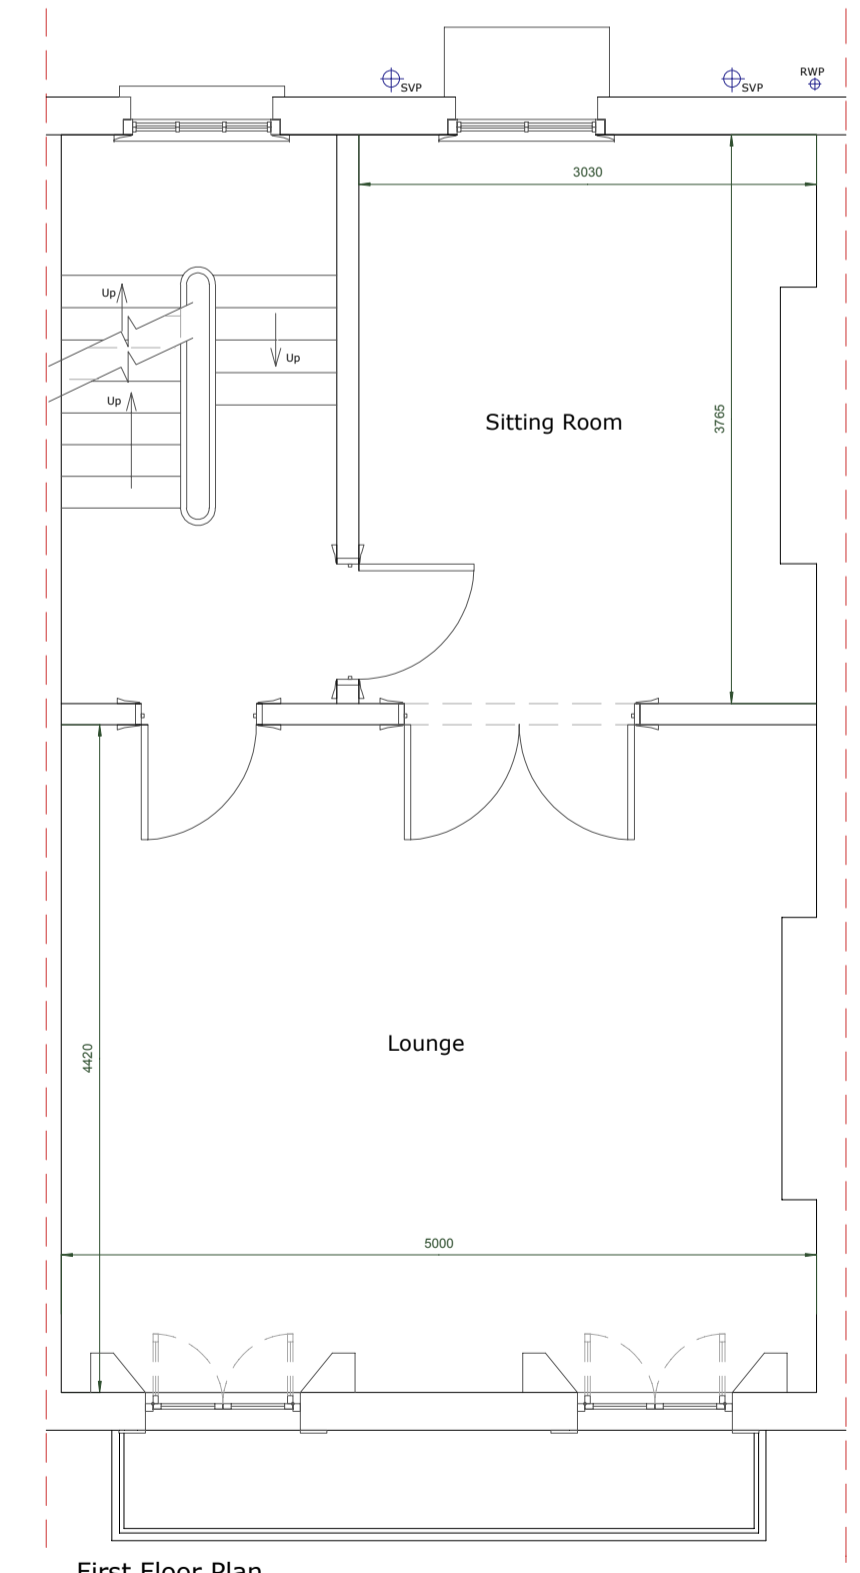 RWP
SVP
SVP
3030
Up
Up
Up
Sitting Room
3765
Lounge
4420
5000
First Floor Plan